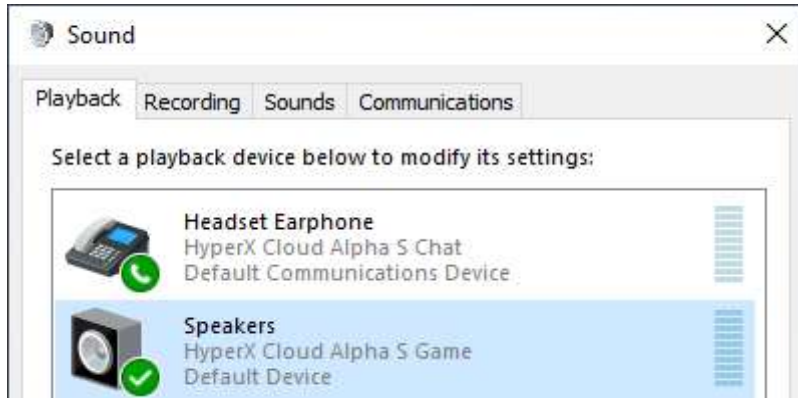 Sound
Playback Recording Sounds Communications
Select a playback device below to modify its settings:
Headset Earphone
HyperX Cloud Alpha S Chat
Default Communications Device
Speakers
HyperX Cloud Alpha S Game
Default Device